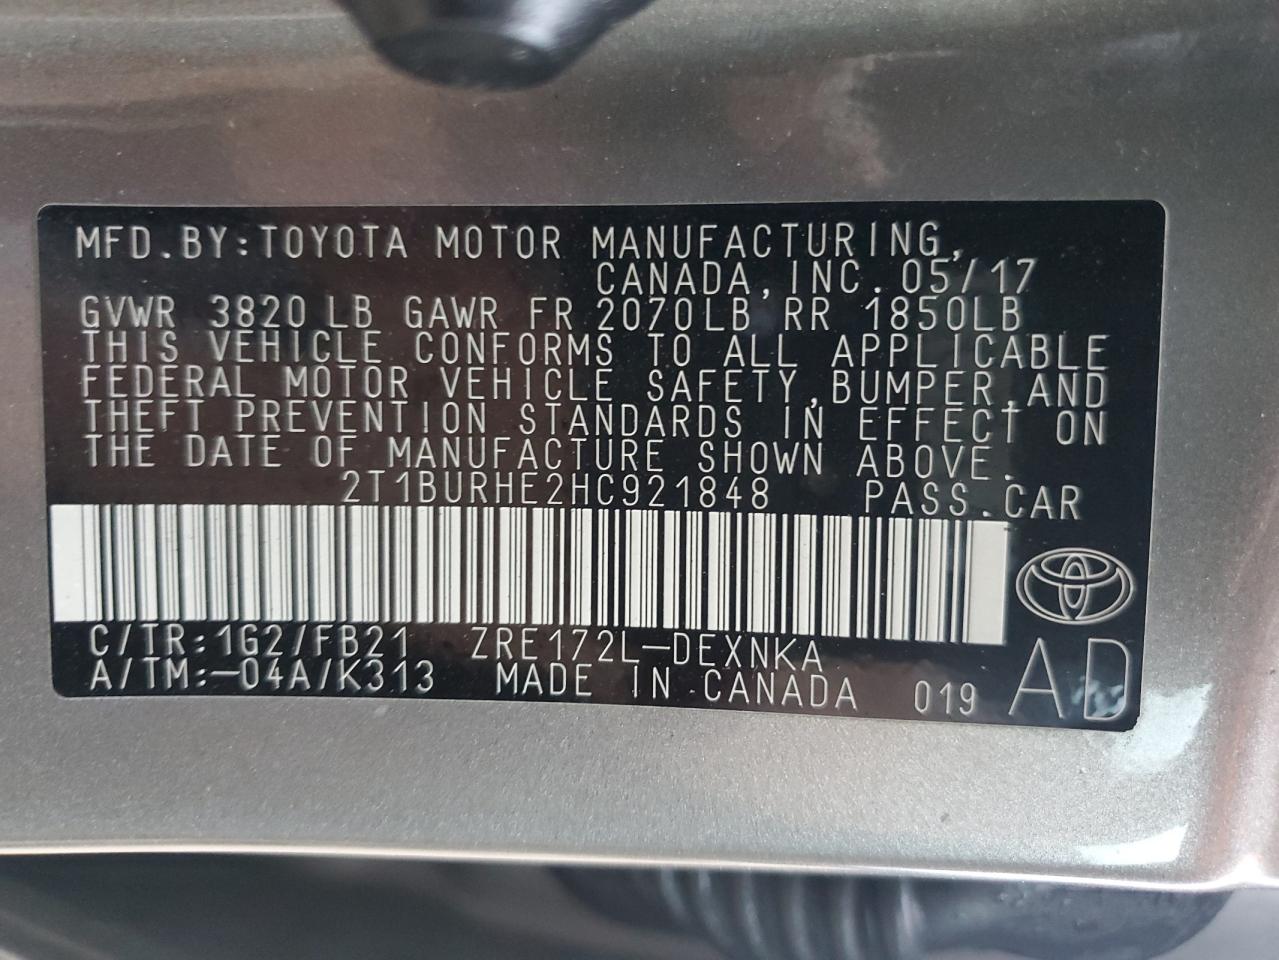 MFD.BY:TOYOTA MOTOR MANUFACTURING,
CANADA,INC. 05/17
GVWR 3820 LB GAWR FR 2070LB RR 1850LB
THIS VEHICLE CONFORMS TO ALL APPLICABLE
FEDERAL MOTOR VEHICLE SAFETY,BUMPER,AND
THEFT PREVENTION STANDARDS IN EFFECT ON
THE DATE OF MANUFACTURE SHOWN ABOVE.
2T1BURHE2HC921848 PASS.CAR
C/TR:1G2/FB21 ZRE172L-DEXNKA
A/TM:-04A/K313 MADE IN CANADA 019 AD